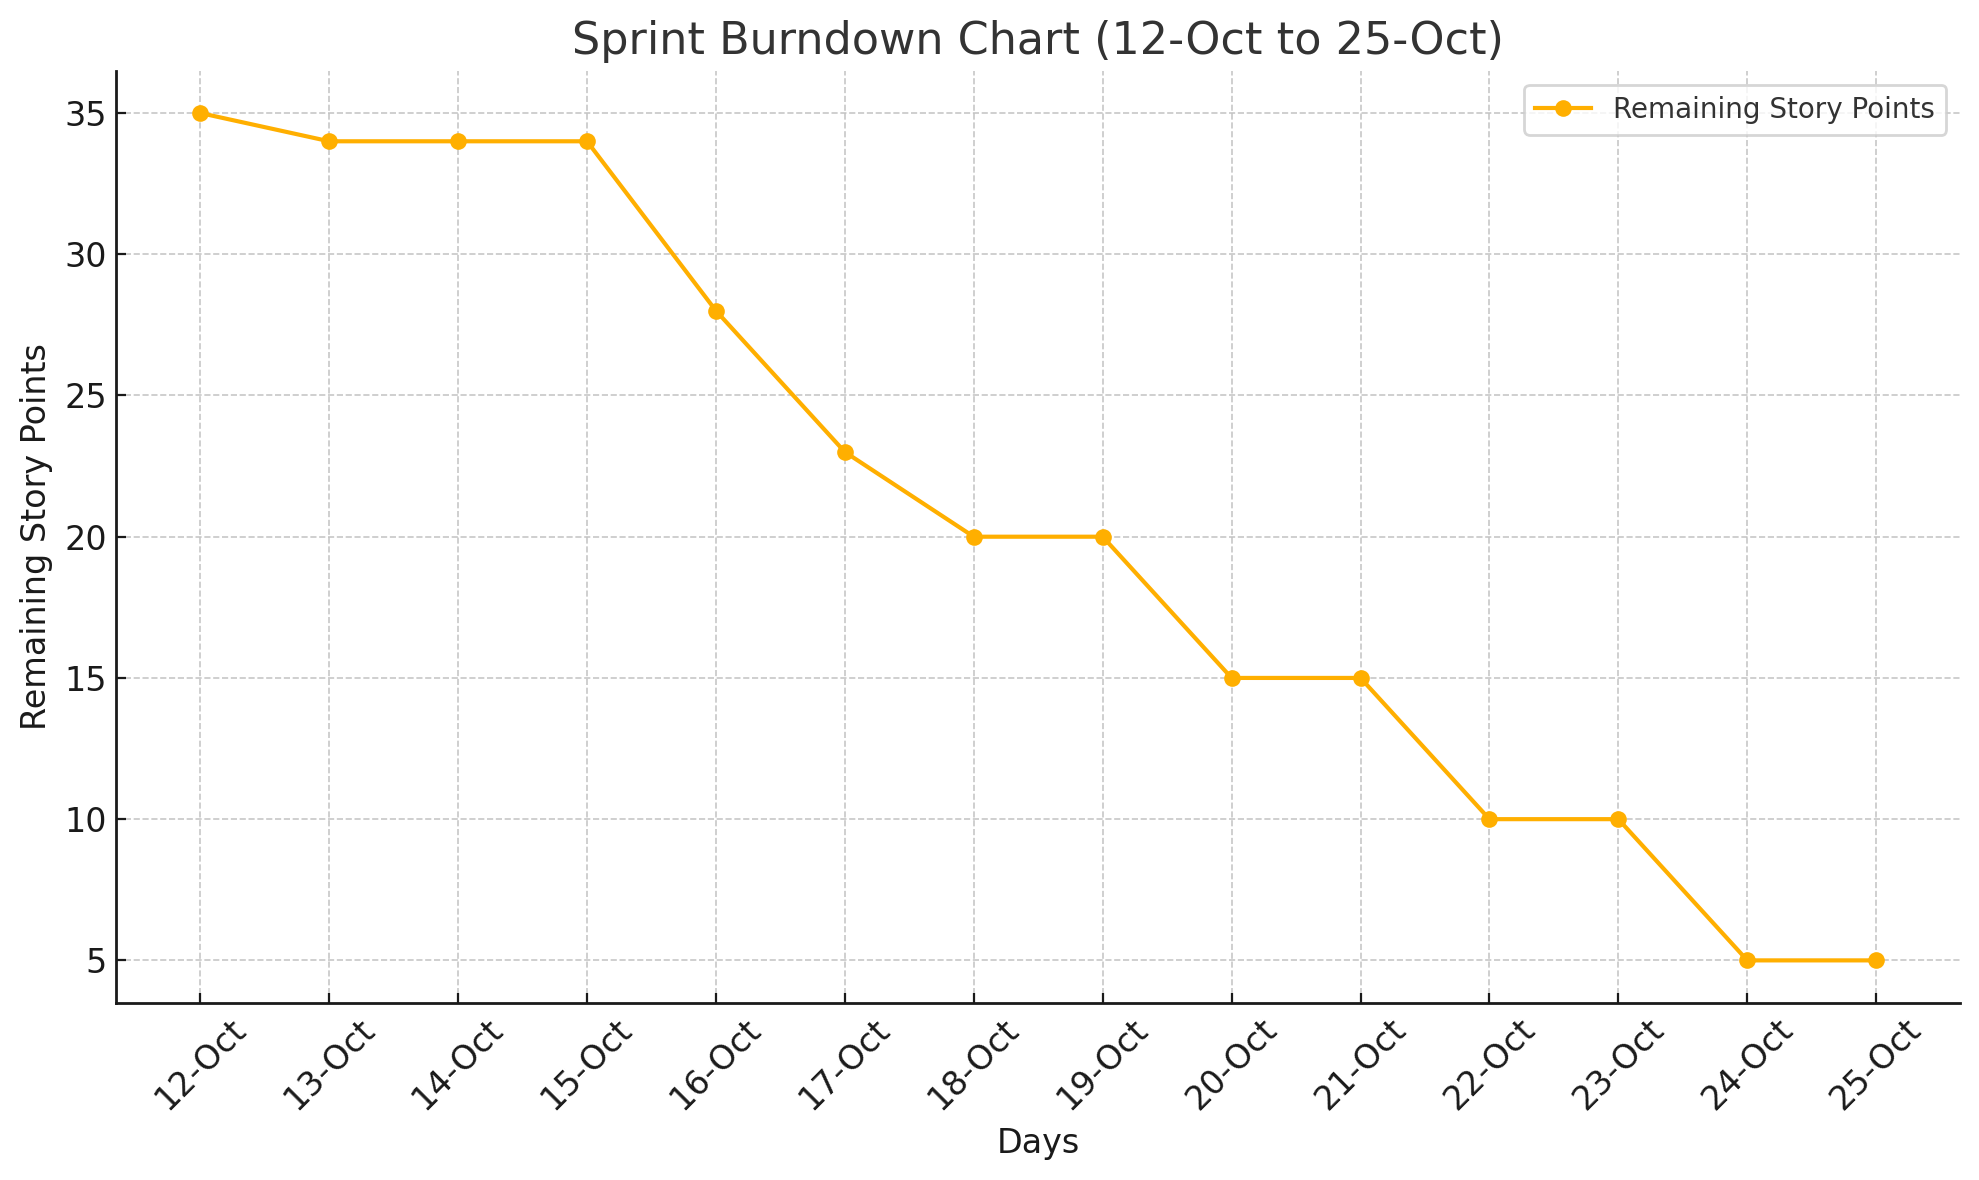 Sprint Burndown Chart (12-Oct to 25-Oct)
Remaining Story Points
35
30
25
20
15
10
5
Remaining Story Points
12-Oct
13-Oct
14-Oct
15-Oct
16-Oct
17-Oct
18-Oct
19-Oct
20-Oct
21-Oct
22-Oct
23-Oct
24-Oct
25-Oct
Days